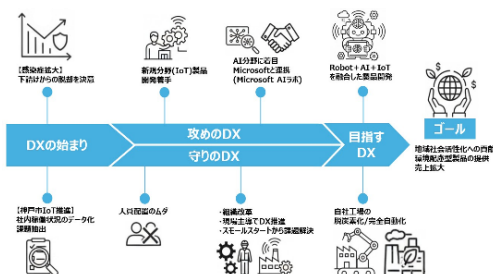 【感染症拡大】
下請けからの脱却を決意
新規分野(IoT)製品
開発着手
AI分野に着目
Microsoftと連携
(Microsoft AIラボ)
Robot+AI+IoT
を融合した製品開発
DXの始まり
攻めのDX
守りのDX
目指す
DX
ゴール
地域社会活性化への貢献
環境配慮型製品の提供
売上拡大
【神戸市IoT推進】
社内稼働状況のデータ化
課題抽出
人員配置のムダ
・組織改革
・現場主導でDX推進
・スモールスタートから課題解決
自社工場の
脱炭素化/完全自動化